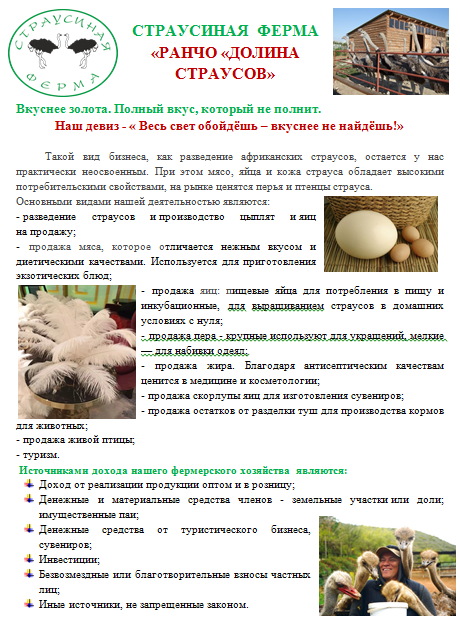 СТРАУСИНАЯ
ФЕРМА
СТРАУСИНАЯ ФЕРМА
«РАНЧО «ДОЛИНА
СТРАУСОВ»
Вкуснее золота. Полный вкус, который не полнит.
Наш девиз - « Весь свет обойдёшь – вкуснее не найдёшь!»
Такой вид бизнеса, как разведение африканских страусов, остается у нас
практически неосвоенным. При этом мясо, яйца и кожа страуса обладает высокими
потребительскими свойствами, на рынке ценятся перья и птенцы страуса.
Основными видами нашей деятельностью являются:
- разведение страусов и производство цыплят и яиц
на продажу;
- продажа мяса, которое отличается нежным вкусом и
диетическими качествами. Используется для приготовления
экзотических блюд;
- продажа яиц: пищевые яйца для потребления в пищу и
инкубационные, для выращиванием страусов в домашних
условиях с нуля;
- продажа пера - крупные используют для украшений, мелкие
— для набивки одеял;
- продажа жира. Благодаря антисептическим качествам
ценится в медицине и косметологии;
- продажа скорлупы яиц для изготовления сувениров;
- продажа остатков от разделки туш для производства кормов
для животных;
- продажа живой птицы;
- туризм.
Источниками дохода нашего фермерского хозяйства являются:
Доход от реализации продукции оптом и в розницу;
Денежные и материальные средства членов - земельные участки или доли;
имущественные паи;
Денежные средства от туристического бизнеса,
сувениров;
Инвестиции;
Безвозмездные или благотворительные взносы частных
лиц;
Иные источники, не запрещенные законом.